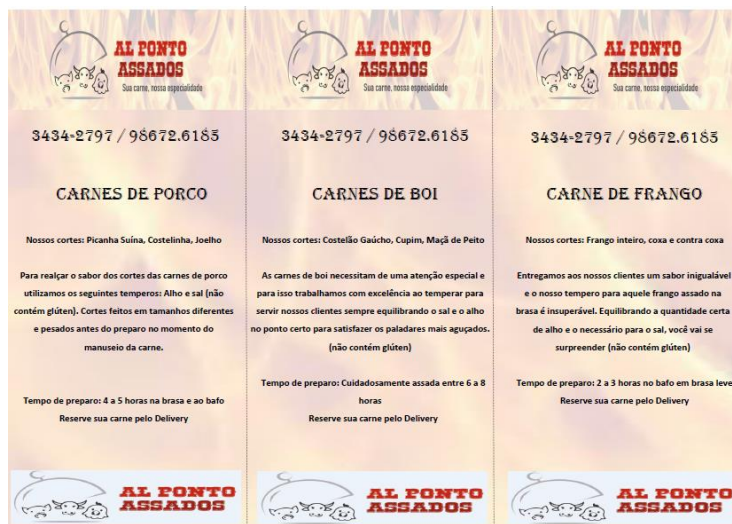 AL PONTO
ASSADOS
Sua carne, nossa especialidade
3434-2797 / 98672.6185
CARNES DE PORCO
Nossos cortes: Picanha Suína, Costelinha, Joelho
Para realçar o sabor dos cortes das carnes de porco
utilizamos os seguintes temperos: Alho e sal (não
contém glúten). Cortes feitos em tamanhos diferentes
e pesados antes do preparo no momento do
manuseio da carne.
Tempo de preparo: 4 a 5 horas na brasa e ao bafo
Reserve sua carne pelo Delivery
AL PONTO
ASSADOS
AL PONTO
ASSADOS
Sua carne, nossa especialidade
3434-2797 / 98672.6185
CARNES DE BOI
Nossos cortes: Costelão Gaúcho, Cupim, Maçã de Peito
As carnes de boi necessitam de uma atenção especial e
para isso trabalhamos com excelência ao temperar para
servir nossos clientes sempre equilibrando o sal e o alho
no ponto certo para satisfazer os paladares mais aguçados.
(não contém glúten)
Tempo de preparo: Cuidadosamente assada entre 6 a 8
horas
Reserve sua carne pelo Delivery
AL PONTO
ASSADOS
AL PONTO
ASSADOS
Sua carne, nossa especialidade
3434-2797 / 98672.6185
CARNE DE FRANGO
Nossos cortes: Frango inteiro, coxa e contra coxa
Entregamos aos nossos clientes um sabor inigualável
e o nosso tempero para aquele frango assado na
brasa é insuperável. Equilibrando a quantidade certa
de alho e o necessário para o sal, você vai se
surpreender (não contém glúten)
Tempo de preparo: 2 a 3 horas no bafo em brasa leve
Reserve sua carne pelo Delivery
AL PONTO
ASSADOS